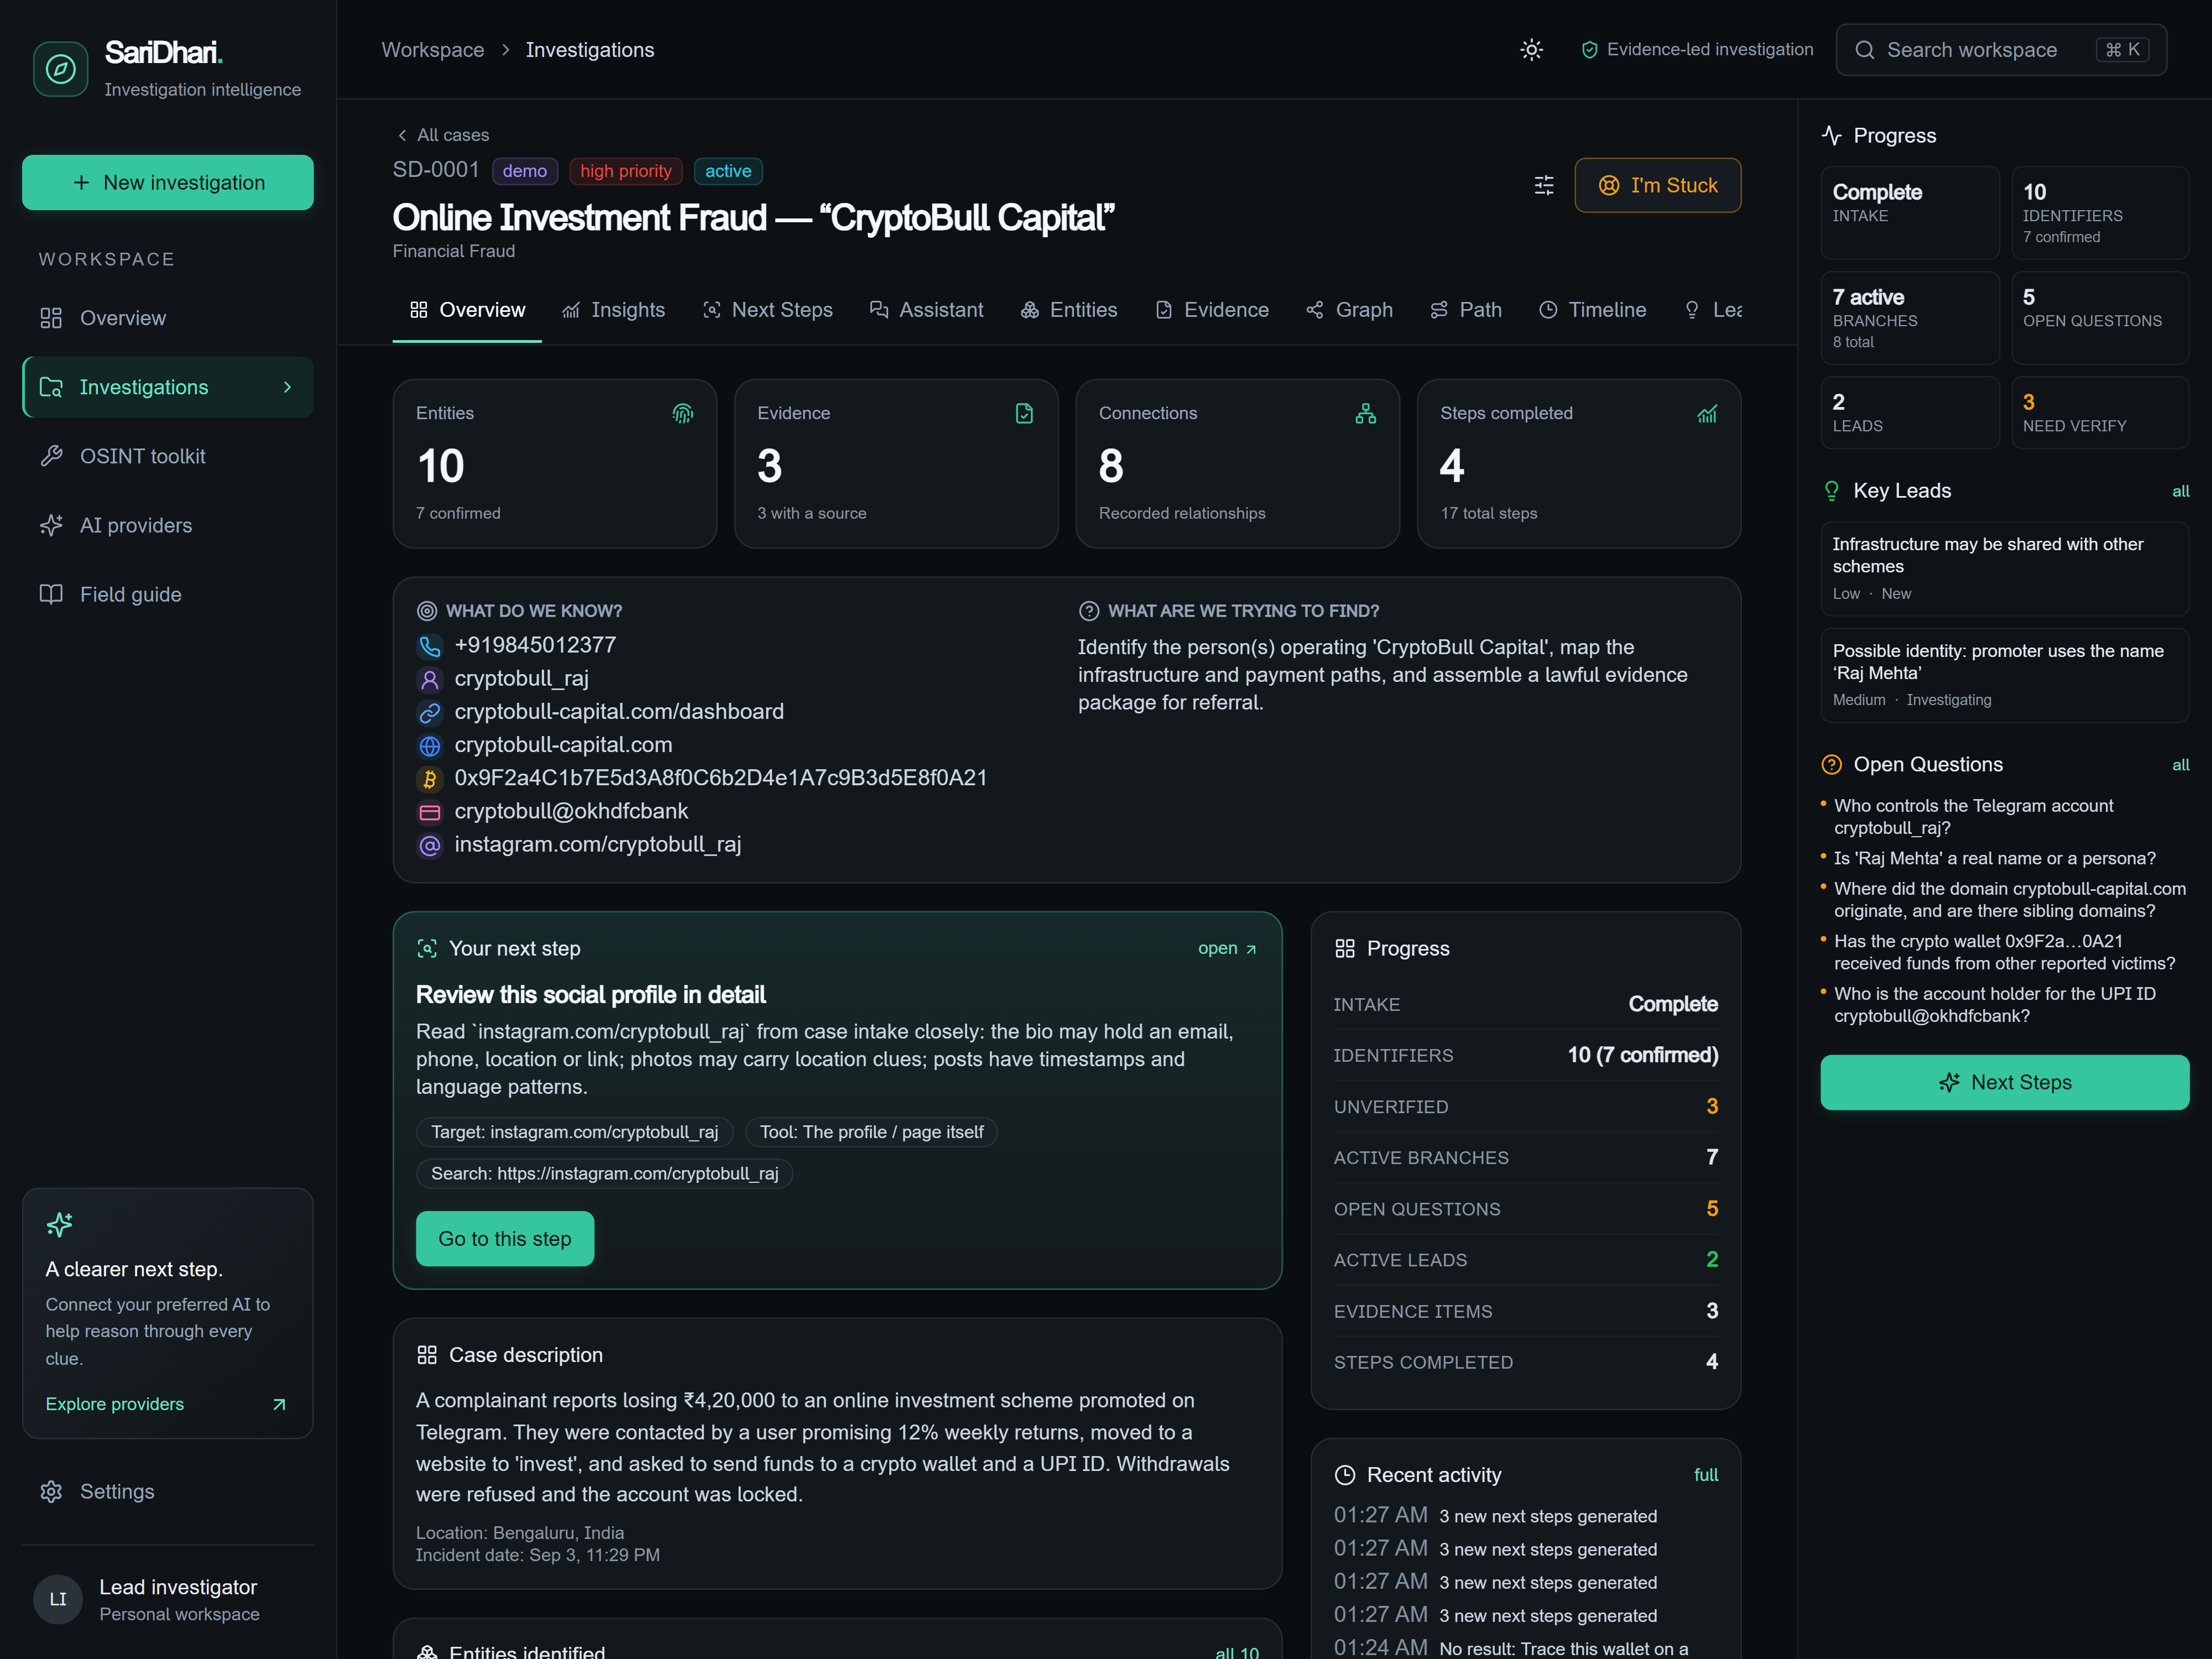 SariDhari.
Investigation intelligence
New investigation
WORKSPACE
Overview
Investigations
OSINT toolkit
AI providers
Field guide
A clearer next step.
Connect your preferred AI to
help reason through every
clue.
Explore providers
Settings
LI
Lead investigator
Personal workspace
Workspace > Investigations
Evidence-led investigation
Search workspace
⌘ K
All cases
SD-0001 demo high priority active
I'm Stuck
Online Investment Fraud — “CryptoBull Capital”
Financial Fraud
Overview Insights Next Steps Assistant Entities Evidence Graph Path Timeline Lea
Entities
10
7 confirmed
Evidence
3
3 with a source
Connections
8
Recorded relationships
Steps completed
4
17 total steps
WHAT DO WE KNOW?
+919845012377
cryptobull_raj
cryptobull-capital.com/dashboard
cryptobull-capital.com
0x9F2a4C1b7E5d3A8f0C6b2D4e1A7c9B3d5E8f0A21
cryptobull@okhdfcbank
instagram.com/cryptobull_raj
WHAT ARE WE TRYING TO FIND?
Identify the person(s) operating 'CryptoBull Capital', map the
infrastructure and payment paths, and assemble a lawful evidence
package for referral.
Your next step
open
Review this social profile in detail
Read `instagram.com/cryptobull_raj` from case intake closely: the bio may hold an email,
phone, location or link; photos may carry location clues; posts have timestamps and
language patterns.
Target: instagram.com/cryptobull_raj
Tool: The profile / page itself
Search: https://instagram.com/cryptobull_raj
Go to this step
Case description
A complainant reports losing ₹4,20,000 to an online investment scheme promoted on
Telegram. They were contacted by a user promising 12% weekly returns, moved to a
website to 'invest', and asked to send funds to a crypto wallet and a UPI ID. Withdrawals
were refused and the account was locked.
Location: Bengaluru, India
Incident date: Sep 3, 11:29 PM
Entities identified
all 10
Progress
INTAKE Complete
IDENTIFIERS 10 (7 confirmed)
UNVERIFIED 3
ACTIVE BRANCHES 7
OPEN QUESTIONS 5
ACTIVE LEADS 2
EVIDENCE ITEMS 3
STEPS COMPLETED 4
Recent activity
full
01:27 AM 3 new next steps generated
01:27 AM 3 new next steps generated
01:27 AM 3 new next steps generated
01:27 AM 3 new next steps generated
01:24 AM No result: Trace this wallet on a
Progress
Complete
INTAKE
10
IDENTIFIERS
7 confirmed
7 active
BRANCHES
8 total
5
OPEN QUESTIONS
2
LEADS
3
NEED VERIFY
Key Leads
all
Infrastructure may be shared with other
schemes
Low · New
Possible identity: promoter uses the name
‘Raj Mehta’
Medium · Investigating
Open Questions
all
Who controls the Telegram account
cryptobull_raj?
Is 'Raj Mehta' a real name or a persona?
Where did the domain cryptobull-capital.com
originate, and are there sibling domains?
Has the crypto wallet 0x9F2a…0A21
received funds from other reported victims?
Who is the account holder for the UPI ID
cryptobull@okhdfcbank?
Next Steps